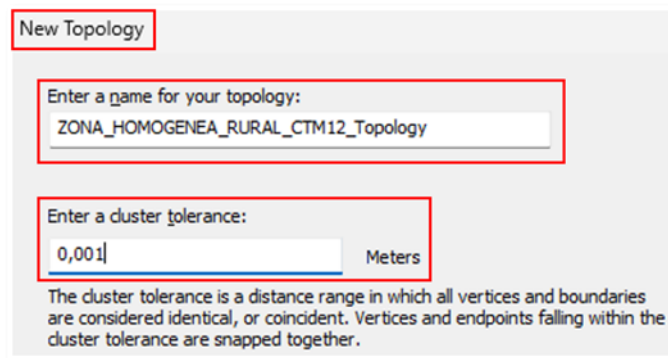 New Topology
Enter a name for your topology:
ZONA_HOMOGENEA_RURAL_CTM12_Topology
Enter a cluster tolerance:
0,001
Meters
The cluster tolerance is a distance range in which all vertices and boundaries
are considered identical, or coincident. Vertices and endpoints falling within the
cluster tolerance are snapped together.